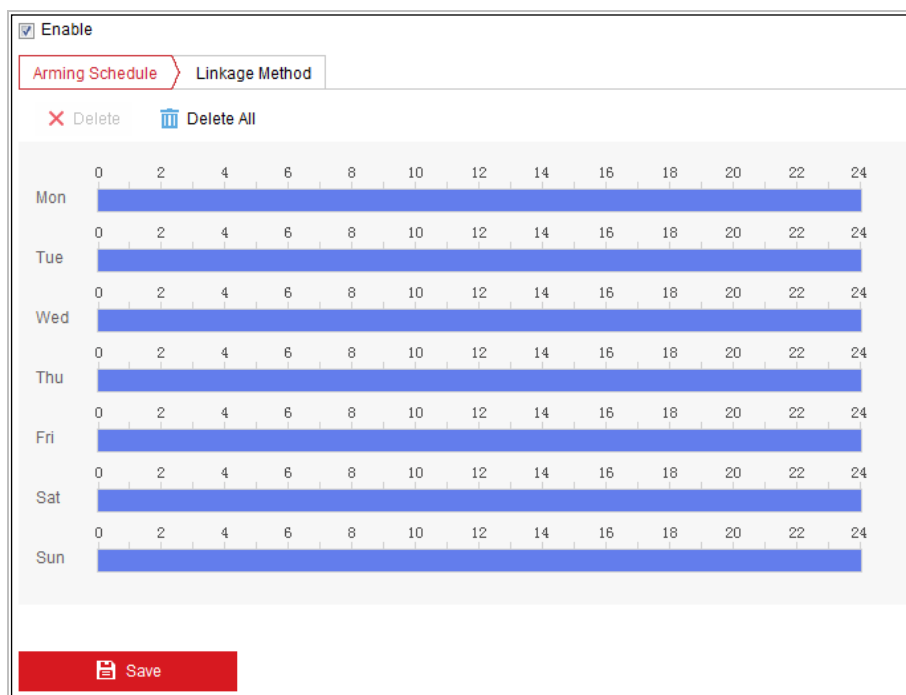 Enable
Arming Schedule Linkage Method
Delete Delete All
0 2 4 6 8 10 12 14 16 18 20 22 24
Mon
0 2 4 6 8 10 12 14 16 18 20 22 24
Tue
0 2 4 6 8 10 12 14 16 18 20 22 24
Wed
0 2 4 6 8 10 12 14 16 18 20 22 24
Thu
0 2 4 6 8 10 12 14 16 18 20 22 24
Fri
0 2 4 6 8 10 12 14 16 18 20 22 24
Sat
0 2 4 6 8 10 12 14 16 18 20 22 24
Sun
Save